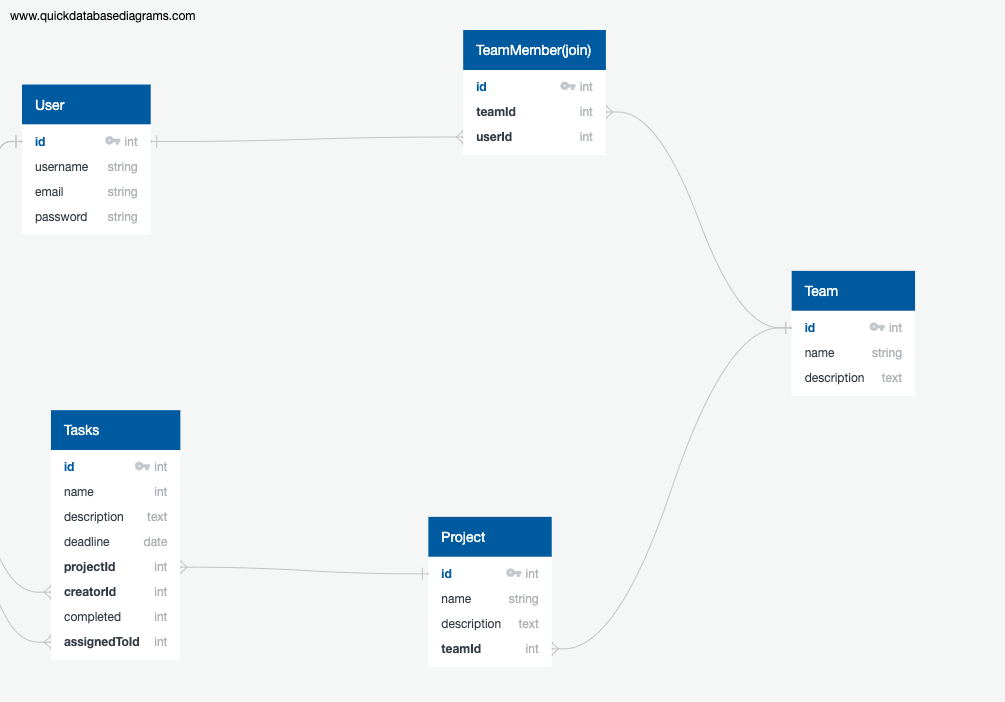 www.quickdatabasediagrams.com
TeamMember(join)
id int
teamId int
userId int
User
id int
username string
email string
password string
Team
id int
name string
description text
Tasks
id int
name int
description text
deadline date
projectId int
creatorId int
completed int
assignedToId int
Project
id int
name string
description text
teamId int